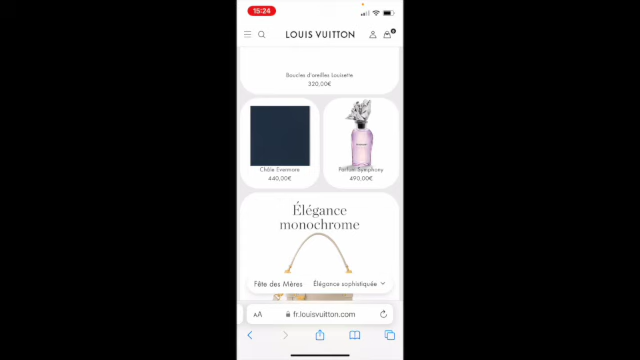 15:24
LOUIS VUITTON
0
Boucles d'oreilles Louisette
320,00€
Châle Evermore
440,00€
Parfum Symphony
490,00€
Élégance
monochrome
Fête des Mères
Élégance sophistiquée
AA
fr.louisvuitton.com